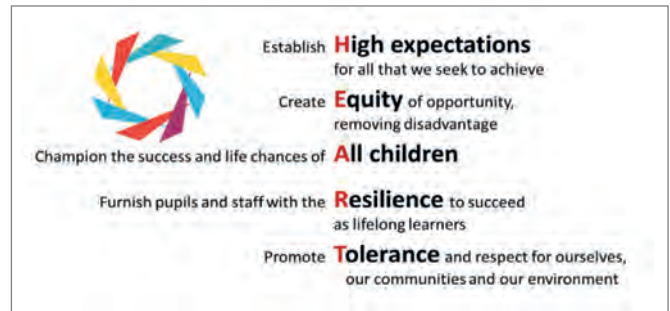 Establish High expectations
for all that we seek to achieve
Create Equity of opportunity,
removing disadvantage
Champion the success and life chances of All children
Furnish pupils and staff with the Resilience to succeed
as lifelong learners
Promote Tolerance and respect for ourselves,
our communities and our environment